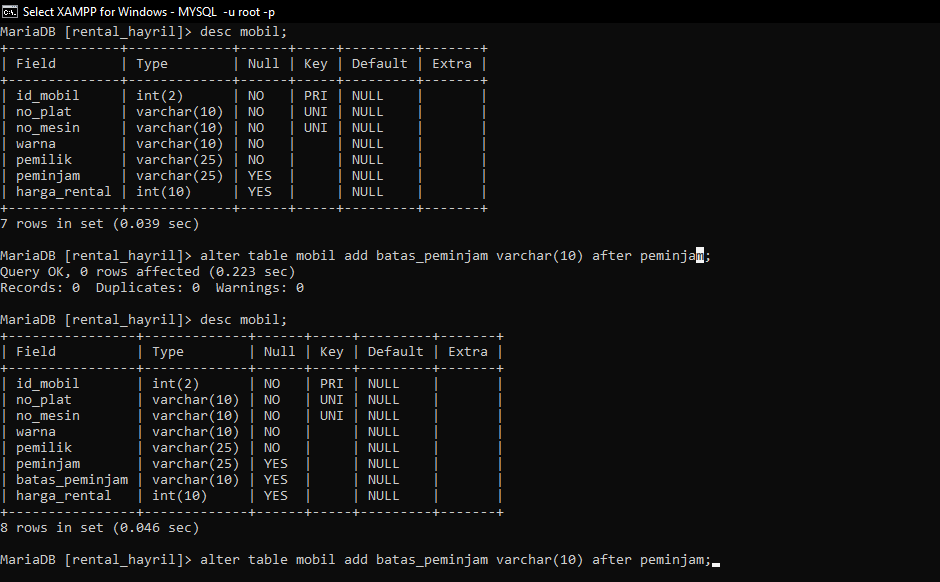 Select XAMPP for Windows - MYSQL  -u root -p
MariaDB [rental_hayril]> desc mobil;
+--------------+-------------+------+-----+---------+-------+
| Field        | Type        | Null | Key | Default | Extra |
+--------------+-------------+------+-----+---------+-------+
| id_mobil     | int(2)      | NO   | PRI | NULL    |       |
| no_plat      | varchar(10) | NO   | UNI | NULL    |       |
| no_mesin     | varchar(10) | NO   | UNI | NULL    |       |
| warna        | varchar(10) | NO   |     | NULL    |       |
| pemilik      | varchar(25) | NO   |     | NULL    |       |
| peminjam     | varchar(25) | YES  |     | NULL    |       |
| harga_rental | int(10)     | YES  |     | NULL    |       |
+--------------+-------------+------+-----+---------+-------+
7 rows in set (0.039 sec)
MariaDB [rental_hayril]> alter table mobil add batas_peminjam varchar(10) after peminjam;
Query OK, 0 rows affected (0.223 sec)
Records: 0  Duplicates: 0  Warnings: 0
MariaDB [rental_hayril]> desc mobil;
+----------------+-------------+------+-----+---------+-------+
| Field          | Type        | Null | Key | Default | Extra |
+----------------+-------------+------+-----+---------+-------+
| id_mobil       | int(2)      | NO   | PRI | NULL    |       |
| no_plat        | varchar(10) | NO   | UNI | NULL    |       |
| no_mesin       | varchar(10) | NO   | UNI | NULL    |       |
| warna          | varchar(10) | NO   |     | NULL    |       |
| pemilik        | varchar(25) | NO   |     | NULL    |       |
| peminjam       | varchar(25) | YES  |     | NULL    |       |
| batas_peminjam | varchar(10) | YES  |     | NULL    |       |
| harga_rental   | int(10)     | YES  |     | NULL    |       |
+----------------+-------------+------+-----+---------+-------+
8 rows in set (0.046 sec)
MariaDB [rental_hayril]> alter table mobil add batas_peminjam varchar(10) after peminjam;